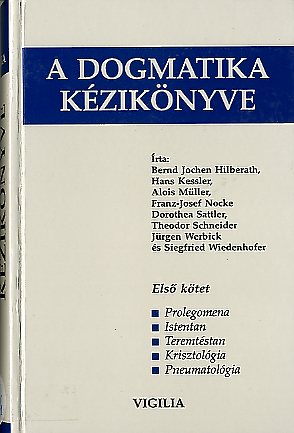 A DOGMATIKA
KÉZIKÖNYVE
Írta:
Bernd Jochen Hilberath,
Hans Kessler,
Alois Müller,
Franz-Josef Nocke
Dorothea Sattler,
Theodor Schneider
Jürgen Werbick
és Siegfried Wiedenhofer
Első kötet
■ Prolegomena
■ Istentan
■ Teremtéstan
■ Krisztológia
■ Pneumatológia
VIGILIA